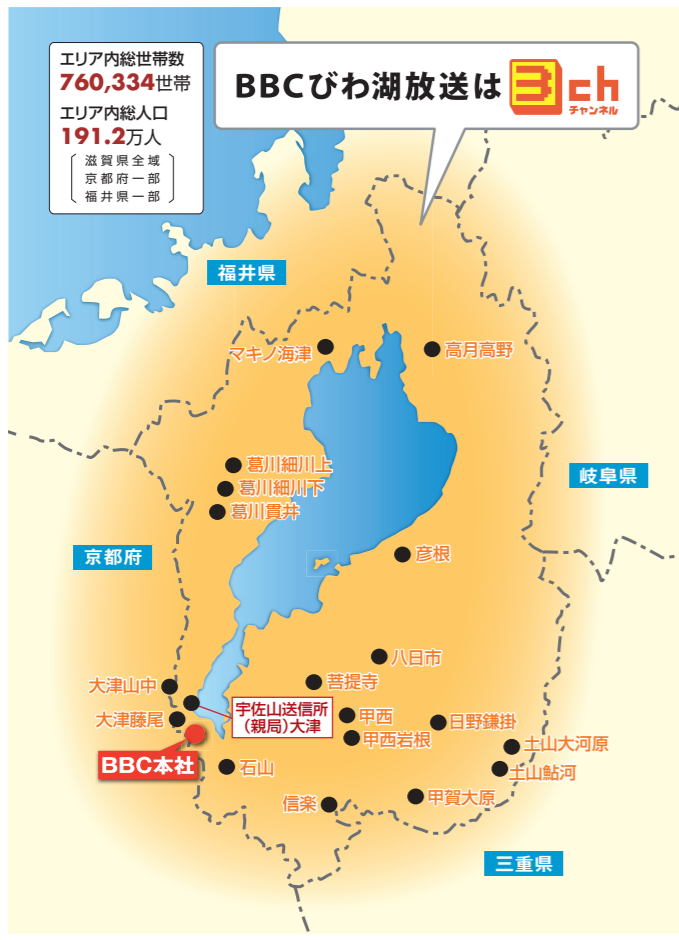 エリア内総世帯数
760,334世帯
エリア内総人口
191.2万人
滋賀県全域
京都府一部
福井県一部
BBCびわ湖放送は3ch
チャンネル
福井県
マキノ海津
高月高野
葛川細川上
葛川細川下
葛川貫井
岐阜県
京都府
彦根
八日市
菩提寺
大津山中
宇佐山送信所
(親局)大津
大津藤尾
甲西
日野鎌掛
甲西岩根
土山大河原
BBC本社
石山
土山鮎河
信楽
甲賀大原
三重県